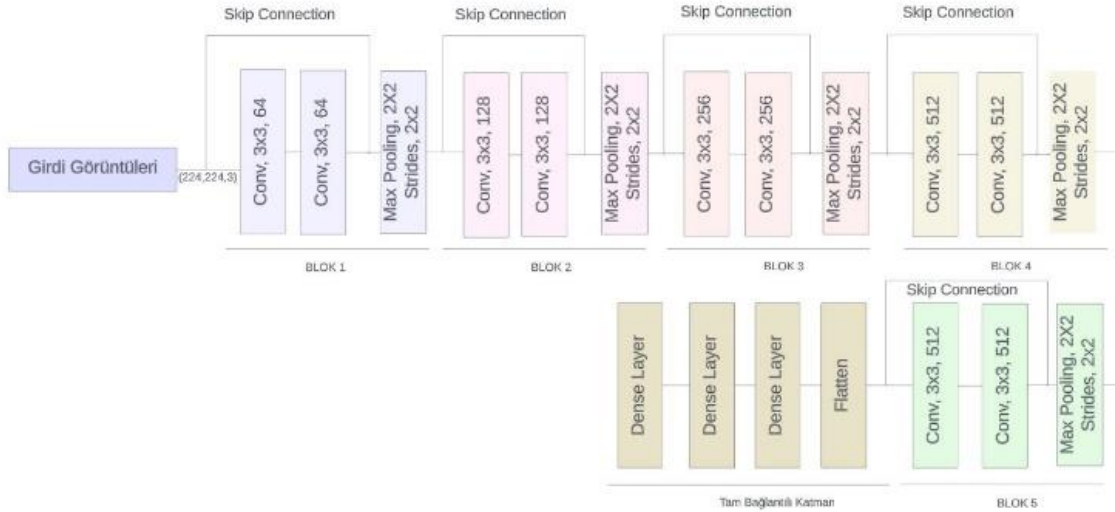 Skip Connection
Skip Connection
Skip Connection
Skip Connection
Girdi Görüntüleri
(224,224,3)
Conv, 3x3, 64
Conv, 3x3, 64
Max Pooling, 2X2
Strides, 2x2
Conv, 3x3, 128
Conv, 3x3, 128
Max Pooling, 2X2
Strides, 2x2
Conv, 3x3, 256
Conv, 3x3, 256
Max Pooling, 2X2
Strides, 2x2
Conv, 3x3, 512
Conv, 3x3, 512
Max Pooling, 2X2
Strides, 2x2
BLOK 1
BLOK 2
BLOK 3
BLOK 4
Skip Connection
Dense Layer
Dense Layer
Dense Layer
Flatten
Conv, 3x3, 512
Conv, 3x3, 512
Max Pooling, 2X2
Strides, 2x2
Tam Bağlantılı Katman
BLOK 5